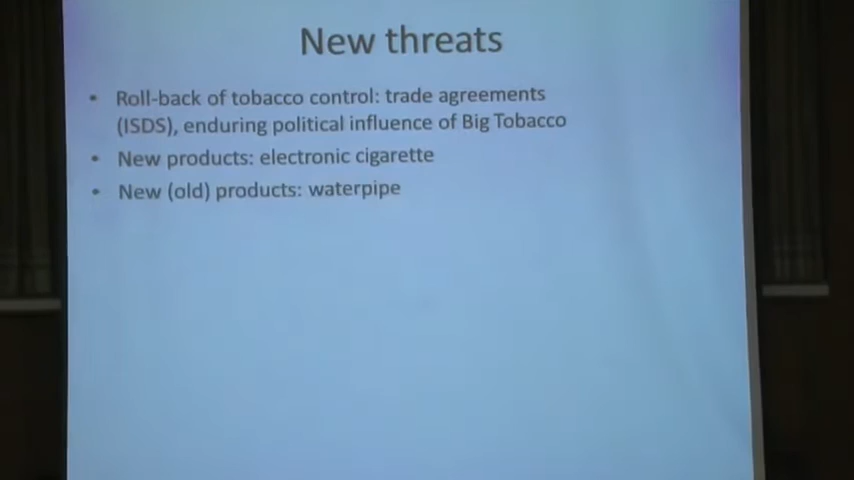 New threats
• Roll-back of tobacco control: trade agreements
(ISDS), enduring political influence of Big Tobacco
• New products: electronic cigarette
• New (old) products: waterpipe